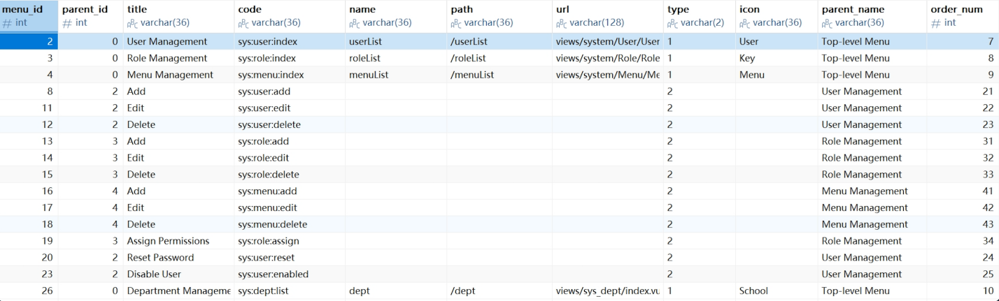 menu_id parent_id title code name path url type icon parent_name order_num
# int # int ABC varchar(36) ABC varchar(36) ABC varchar(36) ABC varchar(36) ABC varchar(128) ABC varchar(2) ABC varchar(36) ABC varchar(36) # int
2 0 User Management sys:user:index userList /userList views/system/User/User 1 User Top-level Menu 7
3 0 Role Management sys:role:index roleList /roleList views/system/Role/Role 1 Key Top-level Menu 8
4 0 Menu Management sys:menu:index menuList /menuList views/system/Menu/Me 1 Menu Top-level Menu 9
8 2 Add sys:user:add 2 User Management 21
11 2 Edit sys:user:edit 2 User Management 22
12 2 Delete sys:user:delete 2 User Management 23
13 3 Add sys:role:add 2 Role Management 31
14 3 Edit sys:role:edit 2 Role Management 32
15 3 Delete sys:role:delete 2 Role Management 33
16 4 Add sys:menu:add 2 Menu Management 41
17 4 Edit sys:menu:edit 2 Menu Management 42
18 4 Delete sys:menu:delete 2 Menu Management 43
19 3 Assign Permissions sys:role:assign 2 Role Management 34
20 2 Reset Password sys:user:reset 2 User Management 24
23 2 Disable User sys:user:enabled 2 User Management 25
26 0 Department Manageme sys:dept:list dept /dept views/sys_dept/index.vu 1 School Top-level Menu 10